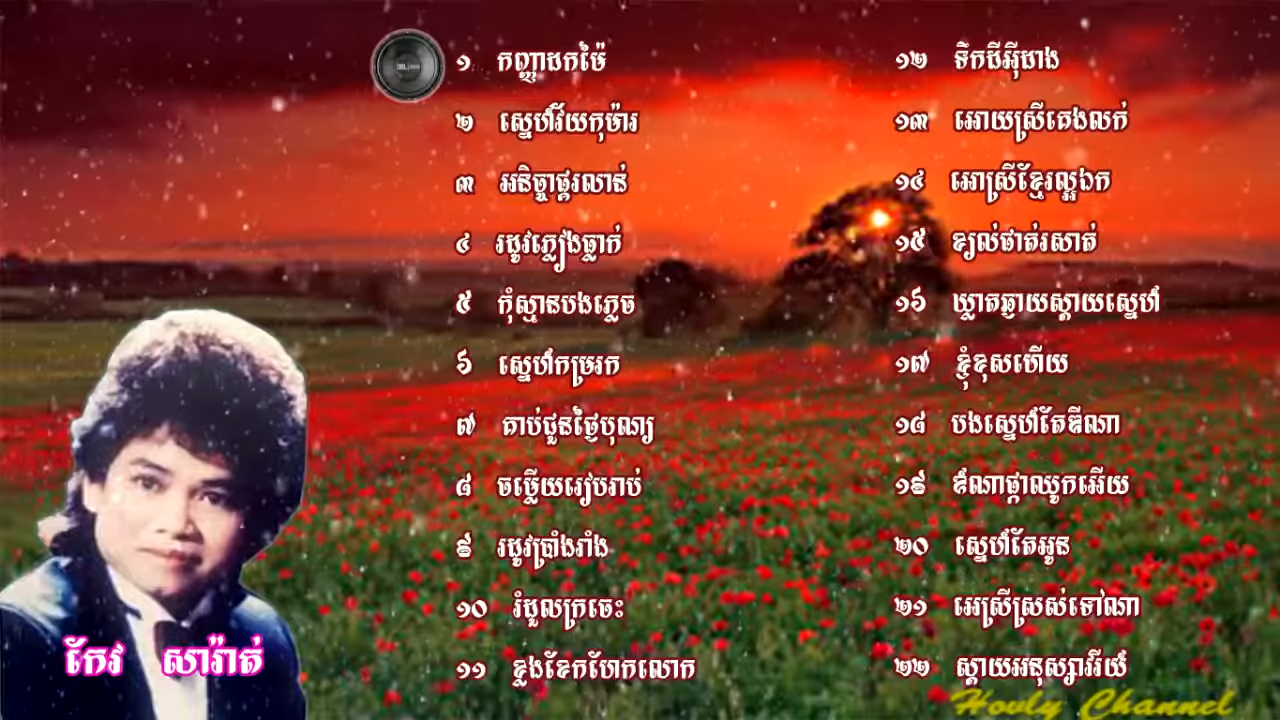 ១ កញ្ញាដកម៉ៃ
២ ស្នេហ៍វ័យកុម៉ារ
៣ អនិច្ចាផ្គរលាន់
៤ រដូវភ្លៀងធ្លាក់
៥ កុំស្មានបងភ្លេច
៦ ស្នេហ៍កម្ររក
៧ គាប់ជួនថ្ងៃបុណ្យ
៨ ចម្លើយរៀបរាប់
៩ រដូវប្រាំងរាំង
១០ រំដួលក្រចេះ
១១ ខ្លងខែកហែកលោក
១២ ទឹកដីអ៊ីដាង
១៣ អោយស្រីគេងលក់
១៤ អោស្រីខ្មែរល្អឯក
១៥ ខ្យល់ផាត់រសាត់
១៦ ឃ្លាតឆ្ងាយស្ដាយស្នេហ៍
១៧ ខ្ញុំខុសហើយ
១៨ បងស្នេហ៍តែឌីណា
១៩ ឌីណាផ្កាឈូកអើយ
២០ ស្នេហ៍តែអូន
២១ អេស្រីស្រស់ទៅណា
២២ ស្ដាយអនុស្សាវរីយ៍
កែវ សារ៉ាត់
Hovly Channel